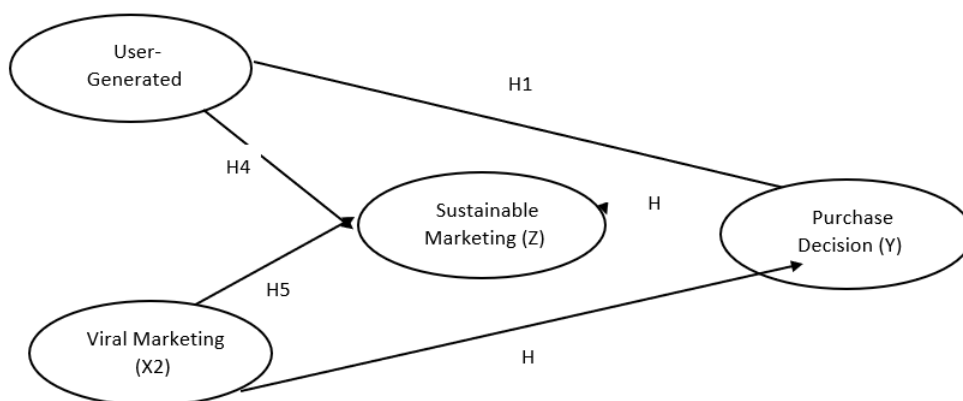 User-
Generated
H1
H4
Sustainable
Marketing (Z)
H
Purchase
Decision (Y)
H5
Viral Marketing
(X2)
H